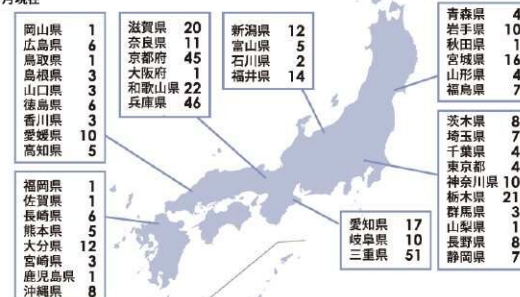 月現在
岡山県 1
広島県 6
鳥取県 1
島根県 3
山口県 3
徳島県 6
香川県 3
愛媛県 10
高知県 5
福岡県 1
佐賀県 1
長崎県 6
熊本県 5
大分県 12
宮崎県 3
鹿児島県 1
沖縄県 8
滋賀県 20
奈良県 11
京都府 45
大阪府 1
和歌山県 22
兵庫県 46
新潟県 12
富山県 5
石川県 2
福井県 14
愛知県 17
岐阜県 10
三重県 51
青森県 4
岩手県 10
秋田県 1
宮城県 16
山形県 4
福島県 7
茨木県 8
埼玉県 7
千葉県 4
東京都 4
神奈川県 10
栃木県 21
群馬県 3
山梨県 1
長野県 8
静岡県 7